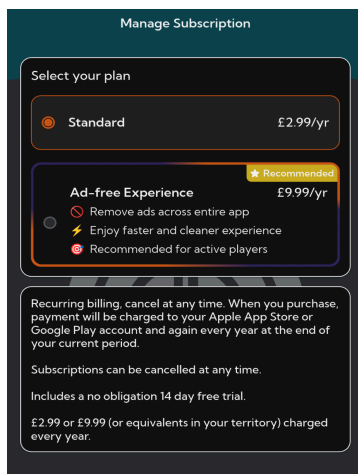 Manage Subscription
Select your plan
Standard £2.99/yr
Recommended
Ad-free Experience £9.99/yr
Remove ads across entire app
Enjoy faster and cleaner experience
Recommended for active players
Recurring billing, cancel at any time. When you purchase,
payment will be charged to your Apple App Store or
Google Play account and again every year at the end of
your current period.
Subscriptions can be cancelled at any time.
Includes a no obligation 14 day free trial.
£2.99 or £9.99 (or equivalents in your territory) charged
every year.